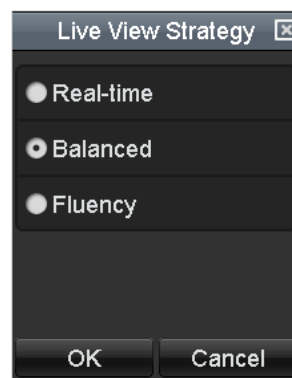 Live View Strategy
Real-time
Balanced
Fluency
OK
Cancel